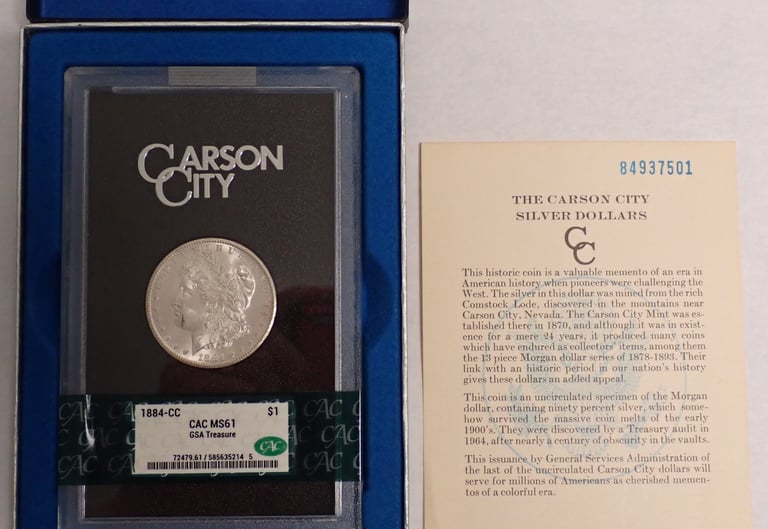 CARSON
CITY
1884-CC
$1
CAC MS61
GSA Treasure
CAC
72479.61 / 585635214 5
CAC CAC CAC CAC
84937501
THE CARSON CITY
SILVER DOLLARS
CC
This historic coin is a valuable memento of an era in
American history when pioneers were challenging the
West. The silver in this dollar was mined from the rich
Comstock Lode, discovered in the mountains near
Carson City, Nevada. The Carson City Mint was es-
tablished there in 1870, and although it was in exist-
ence for a mere 24 years, it produced many coins
which have endured as collectors' items, among them
the 13 piece Morgan dollar series of 1878-1893. Their
link with an historic period in our nation's history
gives these dollars an added appeal.
This coin is an uncirculated specimen of the Morgan
dollar, containing ninety percent silver, which some-
how survived the massive coin melts of the early
1900's. They were discovered by a Treasury audit in
1964, after nearly a century of obscurity in the vaults.
This issuance by General Services Administration of
the last of the uncirculated Carson City dollars will
serve for millions of Americans as cherished memen-
tos of a colorful era.